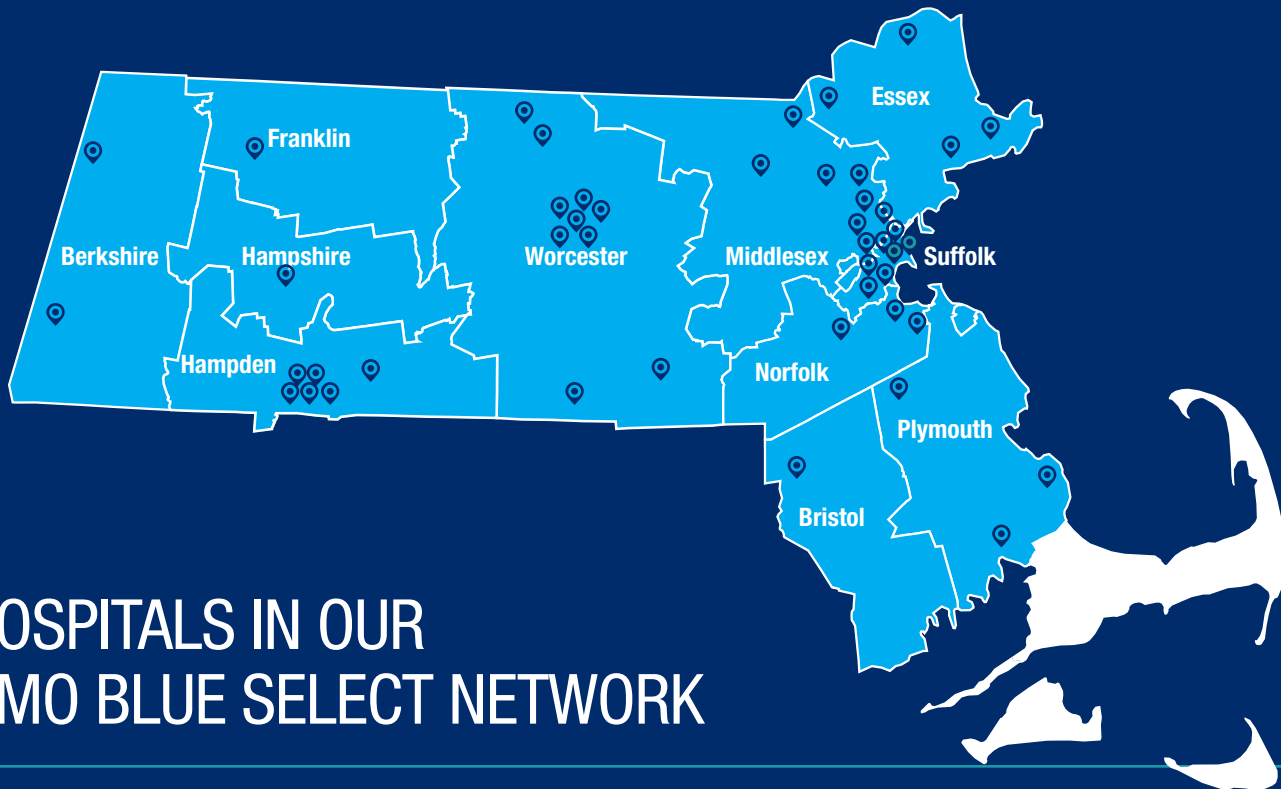 Essex
Franklin
Berkshire
Hampshire
Worcester
Middlesex
Suffolk
Hampden
Norfolk
Plymouth
Bristol
OSPITALS IN OUR
MO BLUE SELECT NETWORK